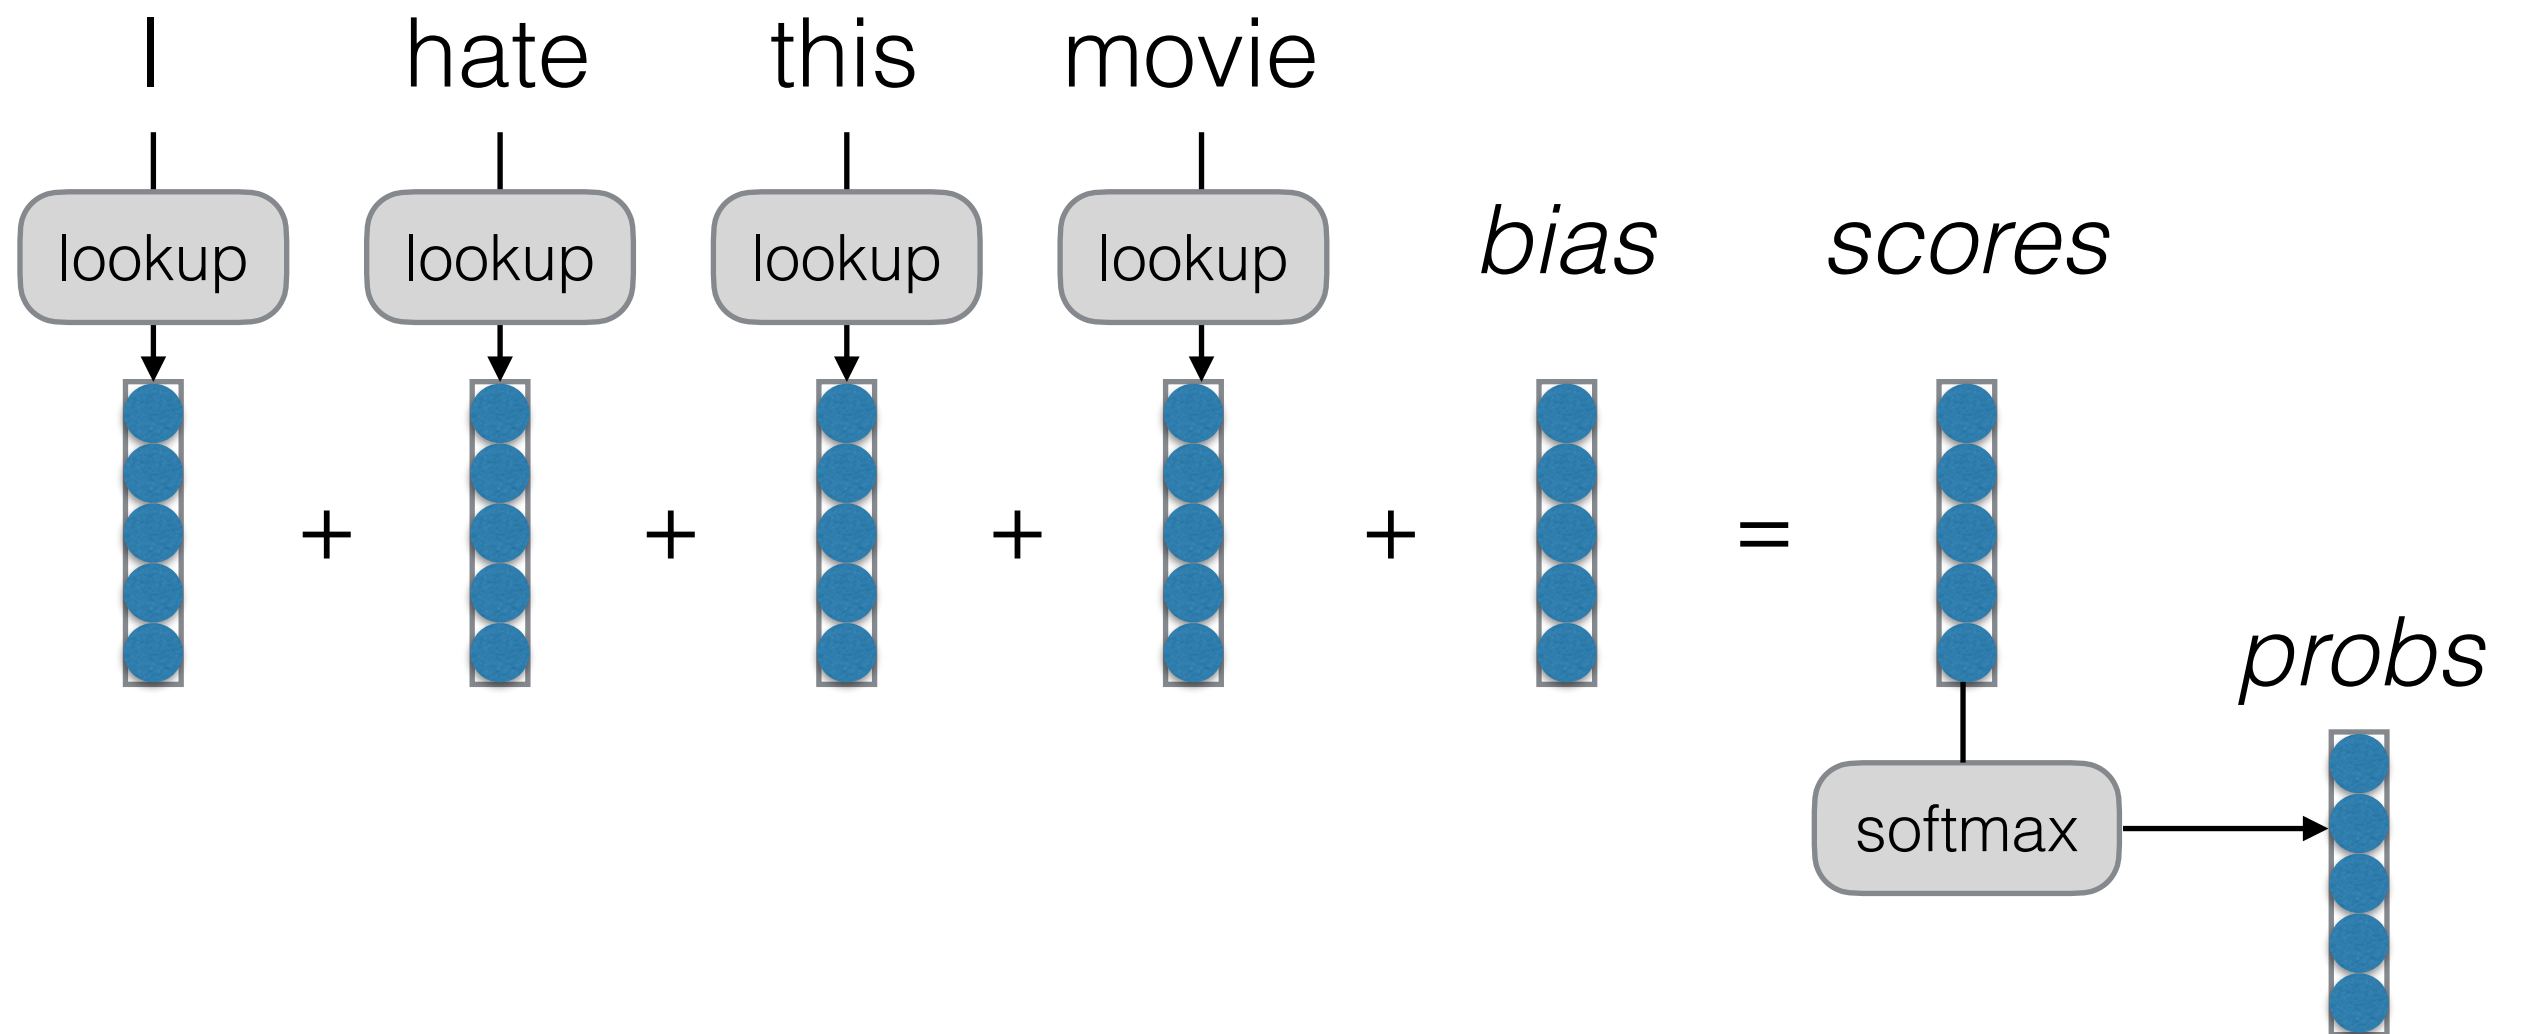 I hate this movie
lookup lookup lookup lookup
bias scores
+ + + + =
probs
softmax